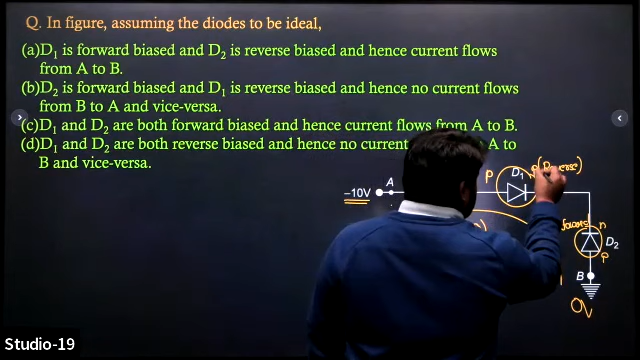 Q. In figure, assuming the diodes to be ideal,
(a)D₁ is forward biased and D₂ is reverse biased and hence current flows
from A to B.
(b)D₂ is forward biased and D₁ is reverse biased and hence no current flows
from B to A and vice-versa.
(c)D₁ and D₂ are both forward biased and hence current flows from A to B.
(d)D₁ and D₂ are both reverse biased and hence no current A to
B and vice-versa.
–10V A
P D₁
n
D₂
P
B
0V
Studio-19